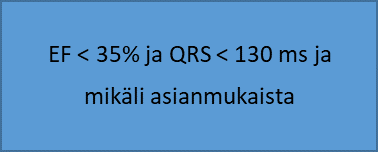 EF < 35% ja QRS < 130 ms ja
mikäli asianmukaista